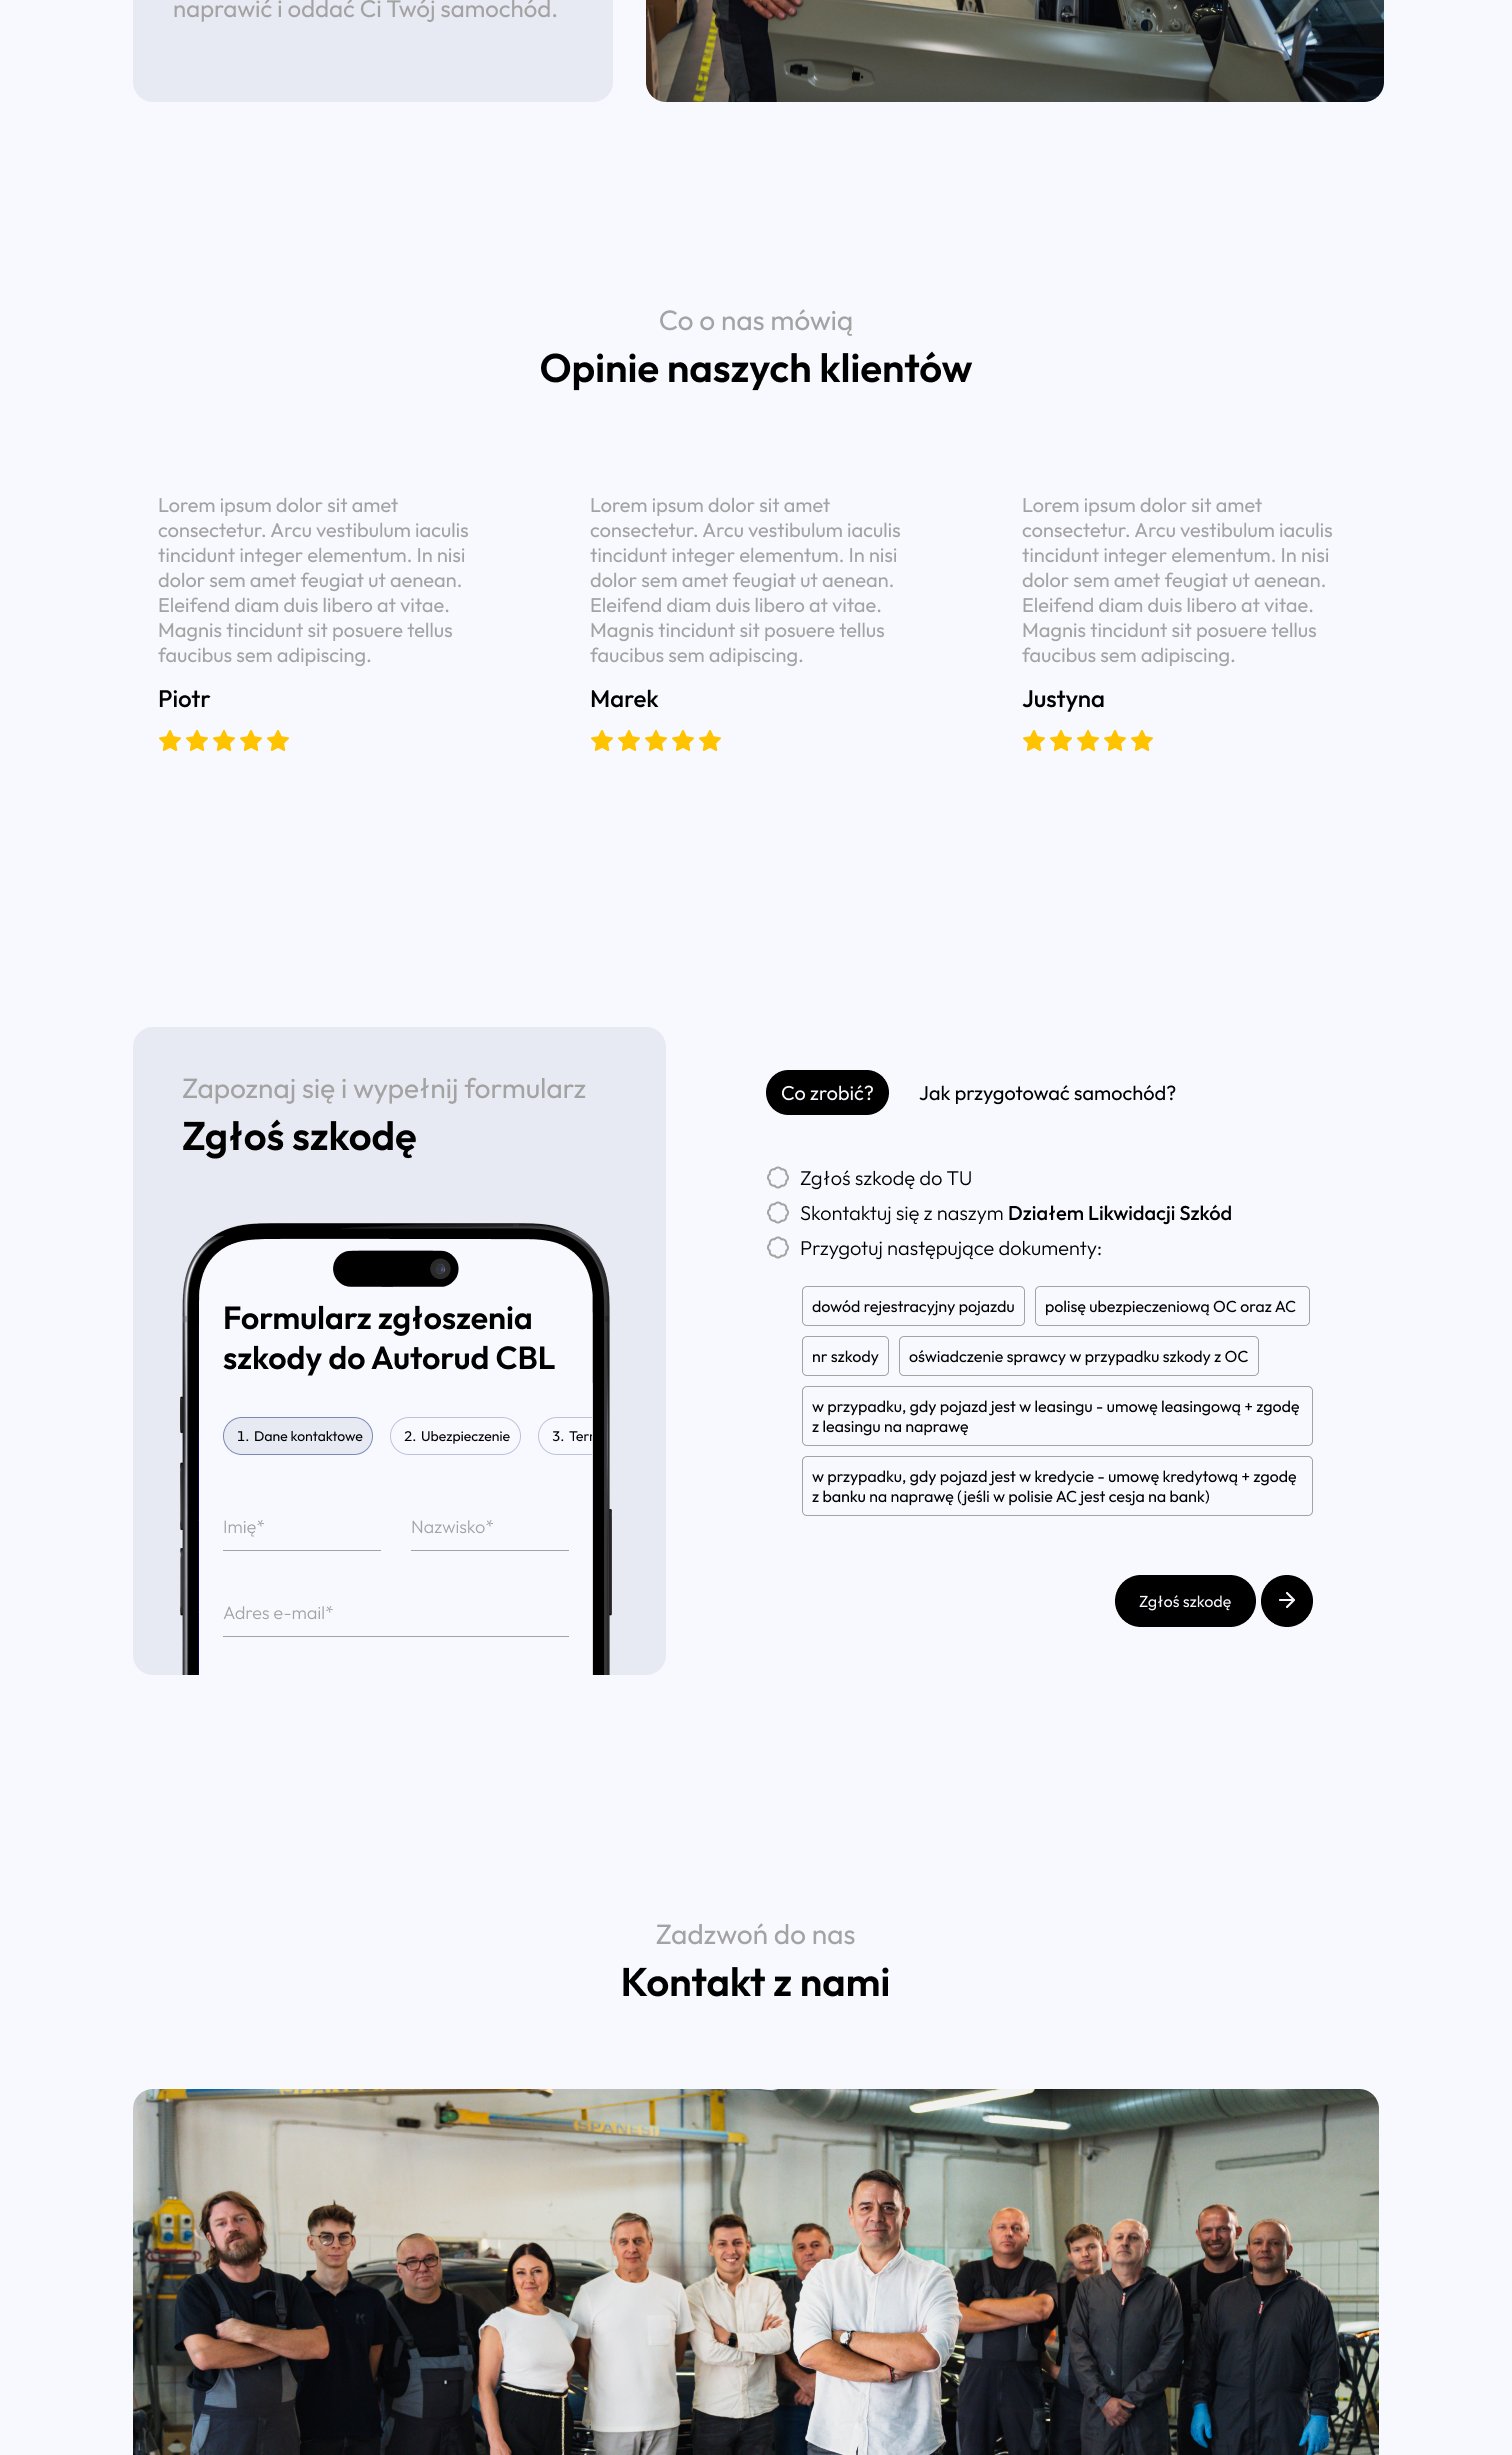 naprawić i oddać Ci Twój samochód.
Co o nas mówią
Opinie naszych klientów
Lorem ipsum dolor sit amet
consectetur. Arcu vestibulum iaculis
tincidunt integer elementum. In nisi
dolor sem amet feugiat ut aenean.
Eleifend diam duis libero at vitae.
Magnis tincidunt sit posuere tellus
faucibus sem adipiscing.
Piotr
Lorem ipsum dolor sit amet
consectetur. Arcu vestibulum iaculis
tincidunt integer elementum. In nisi
dolor sem amet feugiat ut aenean.
Eleifend diam duis libero at vitae.
Magnis tincidunt sit posuere tellus
faucibus sem adipiscing.
Marek
Lorem ipsum dolor sit amet
consectetur. Arcu vestibulum iaculis
tincidunt integer elementum. In nisi
dolor sem amet feugiat ut aenean.
Eleifend diam duis libero at vitae.
Magnis tincidunt sit posuere tellus
faucibus sem adipiscing.
Justyna
Zapoznaj się i wypełnij formularz
Zgłoś szkodę
Formularz zgłoszenia
szkody do Autorud CBL
1. Dane kontaktowe
2. Ubezpieczenie
3. Ter
Imię*
Nazwisko*
Adres e-mail*
Co zrobić?
Jak przygotować samochód?
Zgłoś szkodę do TU
Skontaktuj się z naszym Działem Likwidacji Szkód
Przygotuj następujące dokumenty:
dowód rejestracyjny pojazdu
polisę ubezpieczeniową OC oraz AC
nr szkody
oświadczenie sprawcy w przypadku szkody z OC
w przypadku, gdy pojazd jest w leasingu - umowę leasingową + zgodę
z leasingu na naprawę
w przypadku, gdy pojazd jest w kredycie - umowę kredytową + zgodę
z banku na naprawę (jeśli w polisie AC jest cesja na bank)
Zgłoś szkodę
Zadzwoń do nas
Kontakt z nami
SPANESI